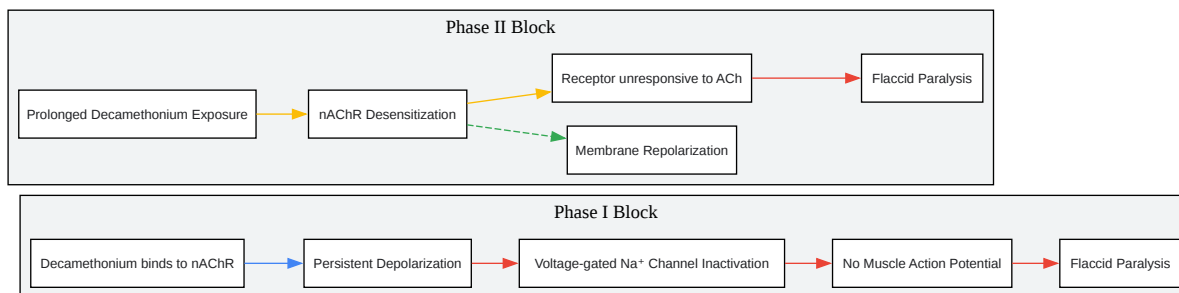 Phase II Block
Prolonged Decamethonium Exposure
nAChR Desensitization
Receptor unresponsive to ACh
Flaccid Paralysis
Membrane Repolarization
Phase I Block
Decamethonium binds to nAChR
Persistent Depolarization
Voltage-gated Na⁺ Channel Inactivation
No Muscle Action Potential
Flaccid Paralysis